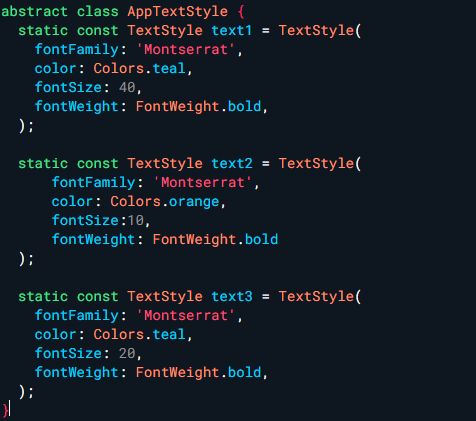 abstract class AppTextStyle {
  static const TextStyle text1 = TextStyle(
    fontFamily: 'Montserrat',
    color: Colors.teal,
    fontSize: 40,
    fontWeight: FontWeight.bold,
  );

  static const TextStyle text2 = TextStyle(
      fontFamily: 'Montserrat',
      color: Colors.orange,
      fontSize:10,
      fontWeight: FontWeight.bold
  );

  static const TextStyle text3 = TextStyle(
    fontFamily: 'Montserrat',
    color: Colors.teal,
    fontSize: 20,
    fontWeight: FontWeight.bold,
  );
}